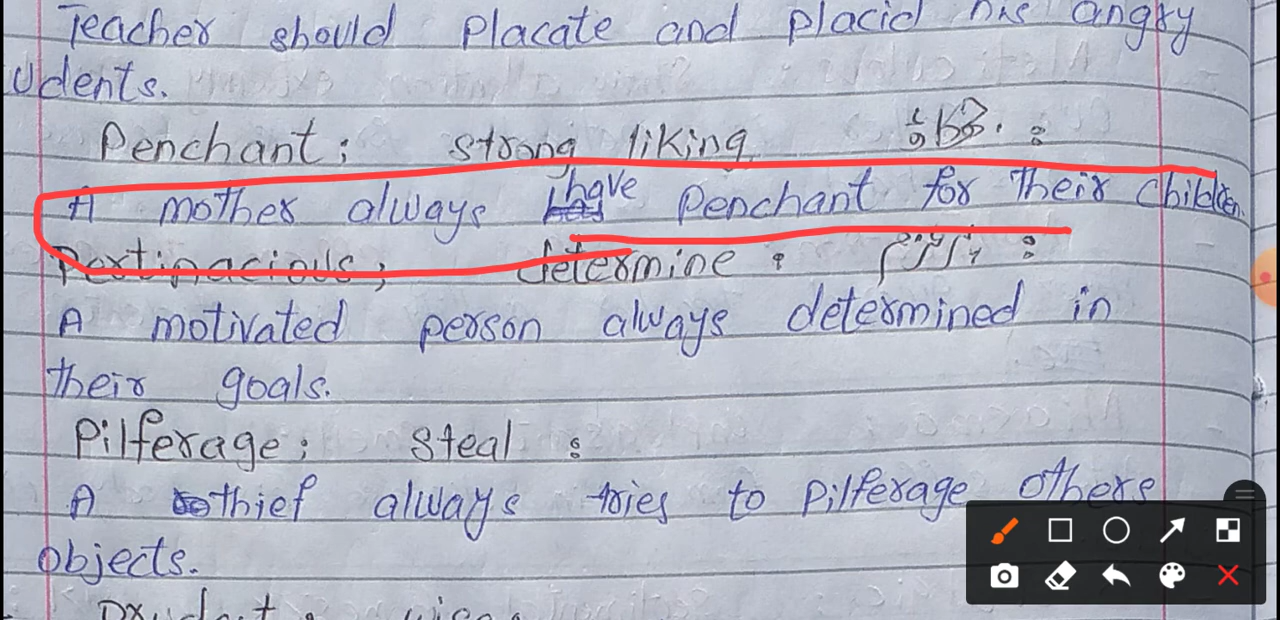 Teacher should Placate and placid his angry
udents.
Penchant: strong liking :
A mother always have Penchant for their children.
Pertinacious; determine : :
A motivated person always determined in
their goals.
Pilferage: Steal :
A thief always tries to Pilferage others
objects.